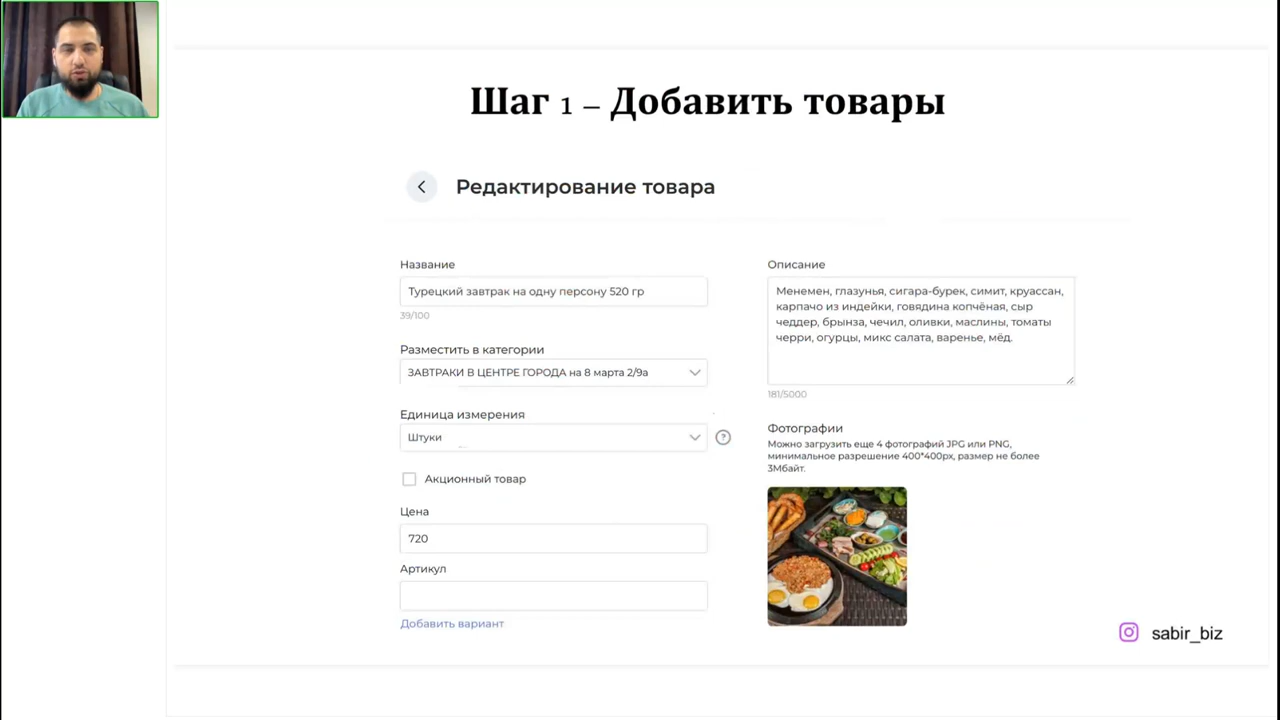 Шаг 1 – Добавить товары
Редактирование товара
Название
Турецкий завтрак на одну персону 520 гр
39/100
Разместить в категории
ЗАВТРАКИ В ЦЕНТРЕ ГОРОДА на 8 марта 2/9а
Единица измерения
Штуки
?
Акционный товар
Цена
720
Артикул
Добавить вариант
Описание
Менемен, глазунья, сигара-бурек, симит, круассан,
карпачо из индейки, говядина копчёная, сыр
чеддер, брынза, чечил, оливки, маслины, томаты
черри, огурцы, микс салата, варенье, мёд.
181/5000
Фотографии
Можно загрузить еще 4 фотографий JPG или PNG,
минимальное разрешение 400*400px, размер не более
3Мбайт.
sabir_biz